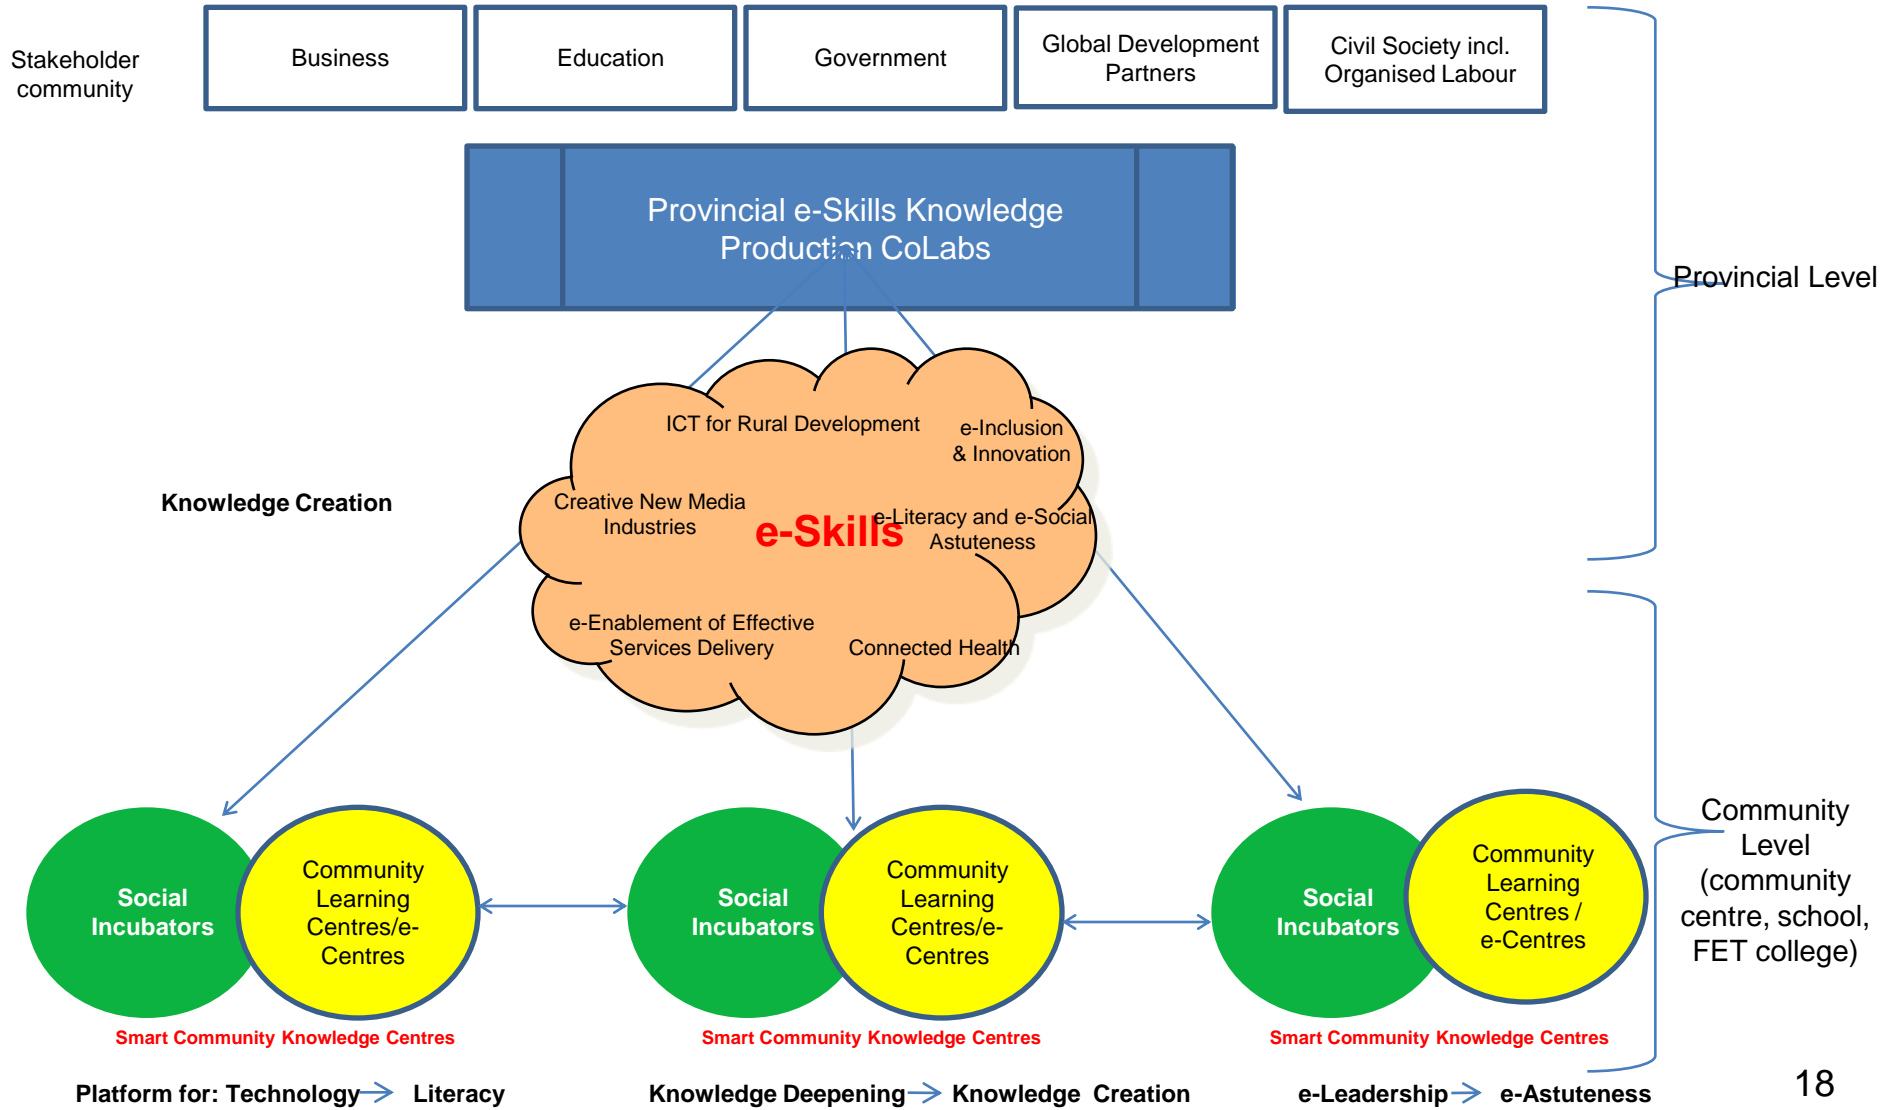 Stakeholder
community
Business
Education
Government
Global Development
Partners
Civil Society incl.
Organised Labour
Provincial e-Skills Knowledge
Production CoLabs
Provincial Level
ICT for Rural Development
e-Inclusion
& Innovation
Knowledge Creation
Creative New Media
Industries
e-Skills
e-Literacy and e-Social
Astuteness
e-Enablement of Effective
Services Delivery
Connected Health
Social
Incubators
Community
Learning
Centres/e-
Centres
Social
Incubators
Community
Learning
Centres/e-
Centres
Social
Incubators
Community
Learning
Centres /
e-Centres
Community
Level
(community
centre, school,
FET college)
Smart Community Knowledge Centres
Smart Community Knowledge Centres
Smart Community Knowledge Centres
Platform for: Technology Literacy
Knowledge Deepening Knowledge Creation
e-Leadership e-Astuteness
18